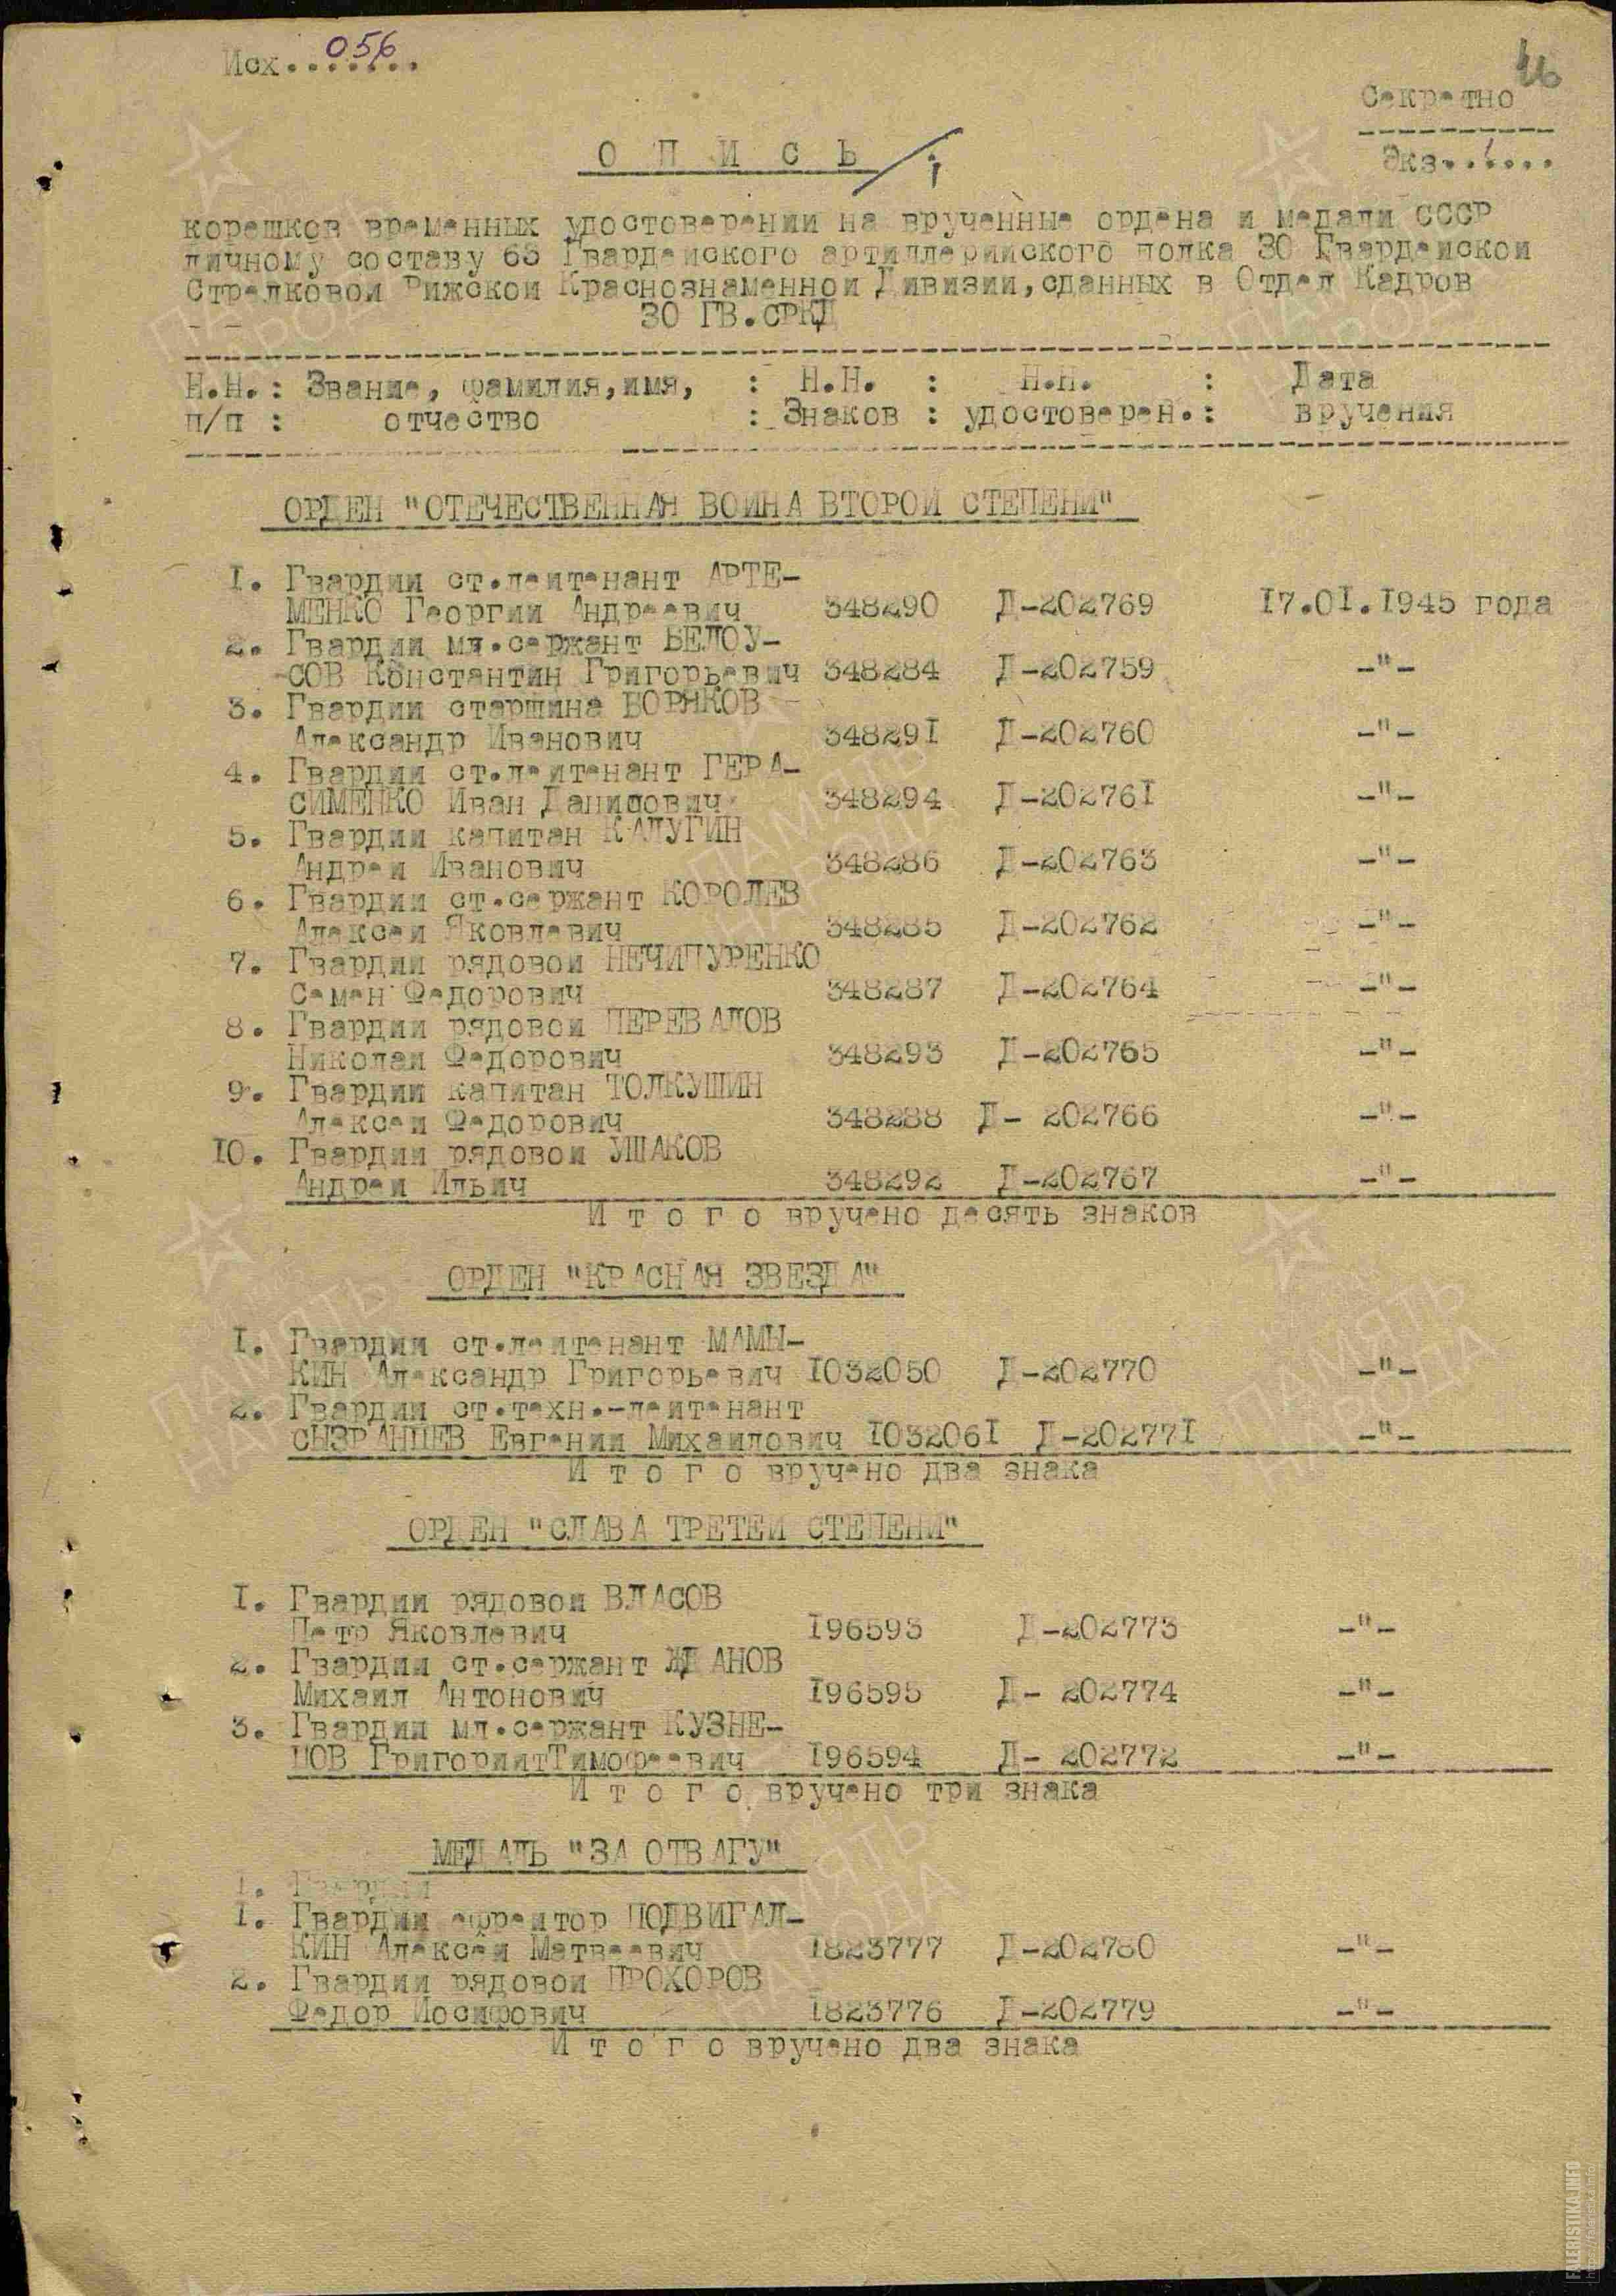 Исх....... 056
46
Секретно
Экз.......
О П И С Ь
корешков временных удостоверений на врученные ордена и медали СССР
личному составу 63 Гвардейского артиллерийского полка 30 Гвардейской
Стрелковой Рижской Краснознаменной Дивизии, сданных в Отдел Кадров
30 ГВ.СРКД
Н.Н. : Звание, фамилия, имя, : Н.Н. : Н.Н. : Дата
п/п : отчество : Знаков : удостоверен. : вручения
ОРДЕН "ОТЕЧЕСТВЕННАЯ ВОЙНА ВТОРОЙ СТЕПЕНИ"
I. Гвардии ст.лейтенант АРТЕ-
МЕНКО Георгий Андреевич 348290 Д-202769 17.01.1945 года
2. Гвардии мл.сержант БЕЛОУ-
СОВ Константин Григорьевич 348284 Д-202759 -"-
3. Гвардии старшина БОРЯКОВ
Александр Иванович 348291 Д-202760 -"-
4. Гвардии ст.лейтенант ГЕРА-
СИМЕНКО Иван Данилович 348294 Д-202761 -"-
5. Гвардии капитан КАЛУГИН
Андрей Иванович 348286 Д-202763 -"-
6. Гвардии ст.сержант КОРОЛЕВ
Алексей Яковлевич 348285 Д-202762 -"-
7. Гвардии рядовой НЕЧИПУРЕНКО
Семен Федорович 348287 Д-202764 -"-
8. Гвардии рядовой ПЕРЕВАЛОВ
Николай Федорович 348293 Д-202765 -"-
9. Гвардии капитан ТОЛКУШИН
Алексей Федорович 348288 Д- 202766 -"-
10. Гвардии рядовой УШАКОВ
Андрей Ильич 348292 Д-202767 -"-
И т о г о вручено десять знаков
ОРДЕН "КРАСНАЯ ЗВЕЗДА"
I. Гвардии ст.лейтенант МАМЫ-
КИН Александр Григорьевич 1032050 Д-202770 -"-
2. Гвардии ст.техн.-лейтенант
СЫЗРАНЦЕВ Евгений Михайлович 1032061 Д-202771 -"-
И т о г о вручено два знака
ОРДЕН "СЛАВА ТРЕТЕЙ СТЕПЕНИ"
I. Гвардии рядовой ВЛАСОВ
Петр Яковлевич 196593 Д-202773 -"-
2. Гвардии ст.сержант ЖДАНОВ
Михаил Антонович 196595 Д- 202774 -"-
3. Гвардии мл.сержант КУЗНЕ-
ЦОВ ГригорийтТимофеевич 196594 Д- 202772 -"-
И т о г о вручено три знака
МЕДАЛЬ "ЗА ОТВАГУ"
1. Гвардии
I. Гвардии ефрейтор ПОДВИГАЛ-
КИН Алексей Матвеевич 1823777 Д-202780 -"-
2. Гвардии рядовой ПРОХОРОВ
Федор Иосифович 1823776 Д-202779 -"-
И т о г о вручено два знака
ПАМЯТЬ НАРОДА
FALERISTIKA.INFO